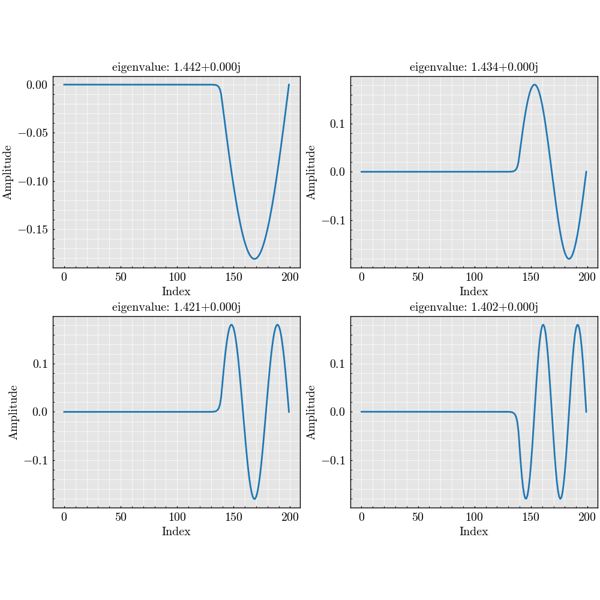 eigenvalue: 1.442+0.000j
0.00
−0.05
−0.10
−0.15
Amplitude
0 50 100 150 200
Index
eigenvalue: 1.434+0.000j
0.1
0.0
−0.1
Amplitude
0 50 100 150 200
Index
eigenvalue: 1.421+0.000j
0.1
0.0
−0.1
Amplitude
0 50 100 150 200
Index
eigenvalue: 1.402+0.000j
0.1
0.0
−0.1
Amplitude
0 50 100 150 200
Index